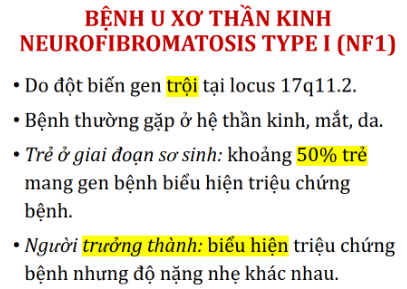 BỆNH U XƠ THẦN KINH
NEUROFIBROMATOSIS TYPE I (NF1)
• Do đột biến gen trội tại locus 17q11.2.
• Bệnh thường gặp ở hệ thần kinh, mắt, da.
• Trẻ ở giai đoạn sơ sinh: khoảng 50% trẻ
mang gen bệnh biểu hiện triệu chứng
bệnh.
• Người trưởng thành: biểu hiện triệu chứng
bệnh nhưng độ nặng nhẹ khác nhau.